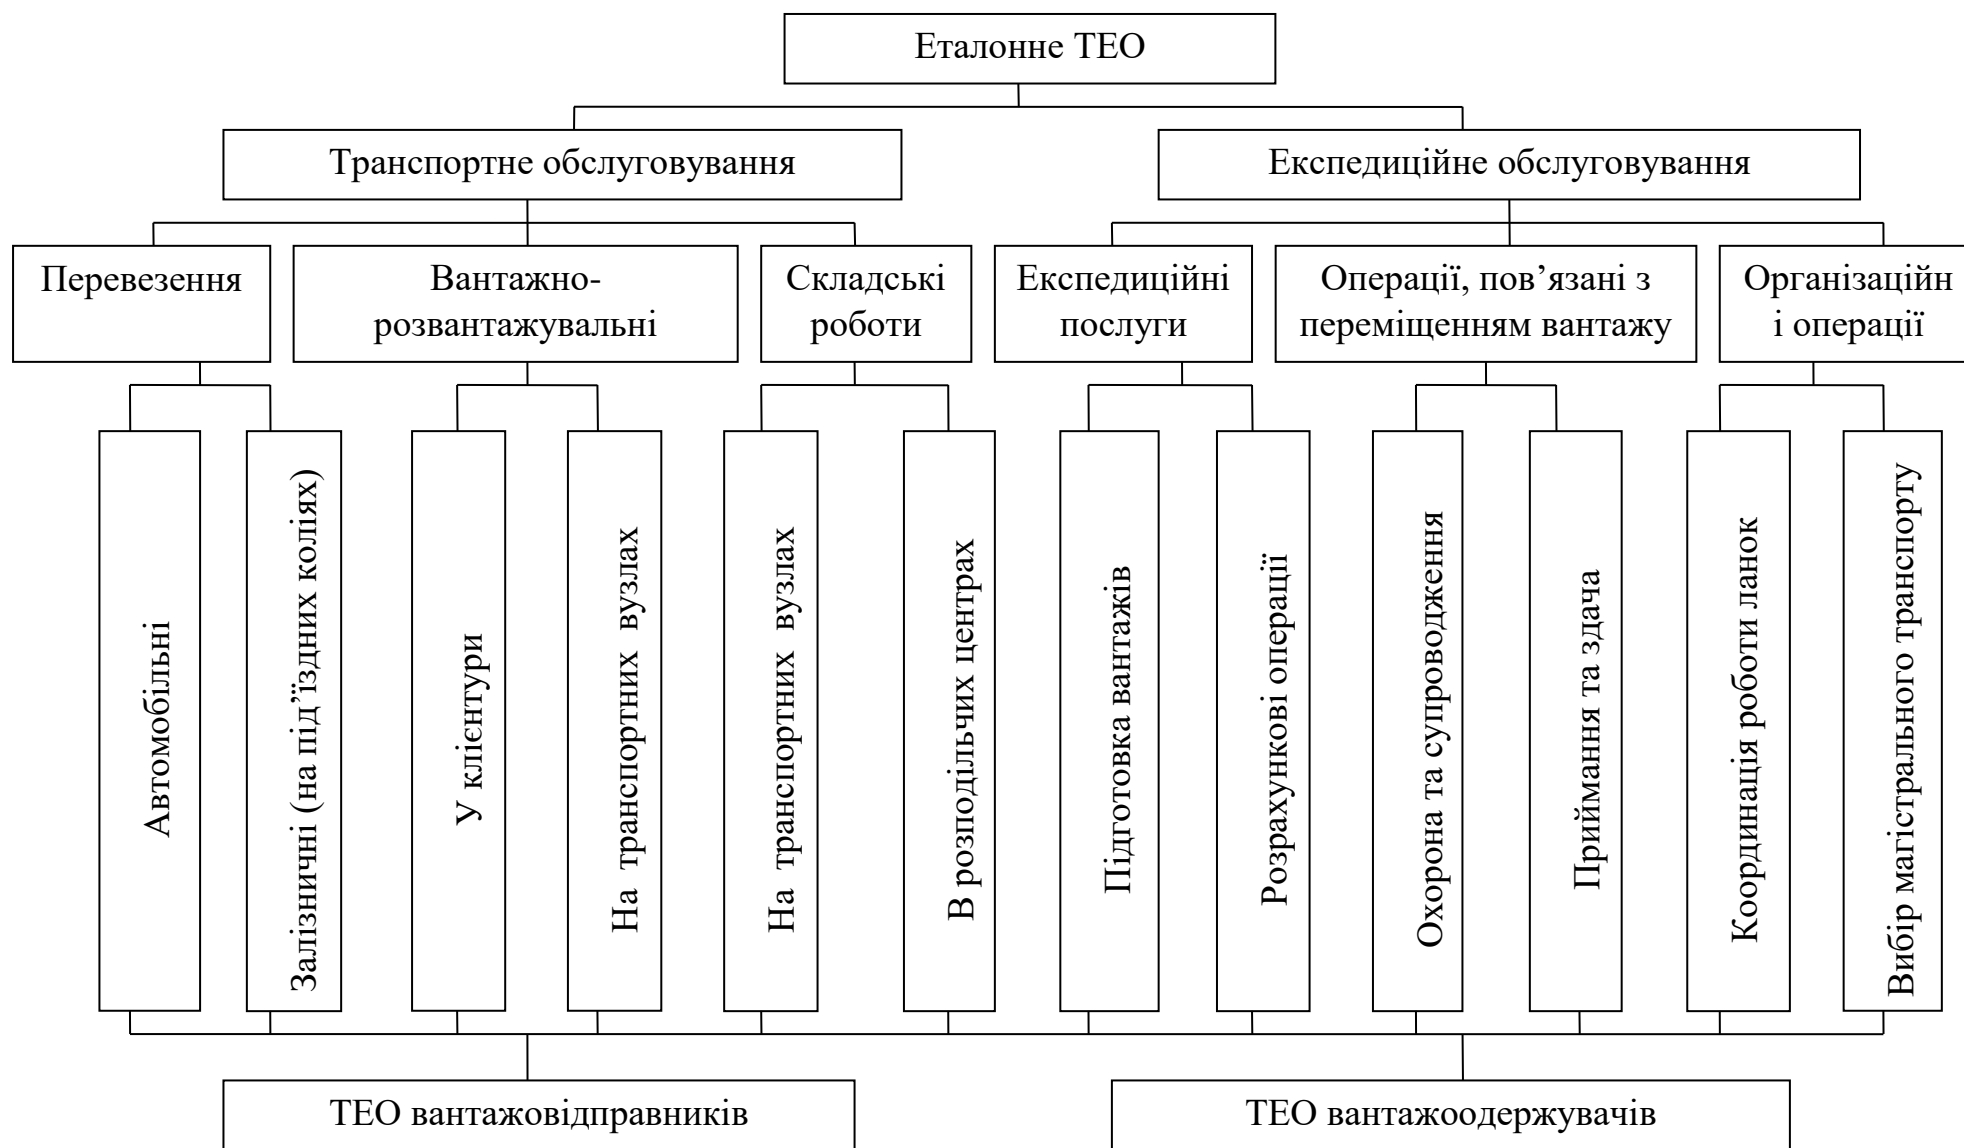 Еталонне ТЕО
Транспортне обслуговування
Експедиційне обслуговування
Перевезення
Вантажно-
розвантажувальні
Складські
роботи
Експедиційні
послуги
Операції, пов’язані з
переміщенням вантажу
Організаційн
і операції
Автомобільні
Залізничні (на під’їздних коліях)
У клієнтури
На транспортних вузлах
На транспортних вузлах
В розподільчих центрах
Підготовка вантажів
Розрахункові операції
Охорона та супроводження
Приймання та здача
Координація роботи ланок
Вибір магістрального транспорту
ТЕО вантажовідправників
ТЕО вантажоодержувачів